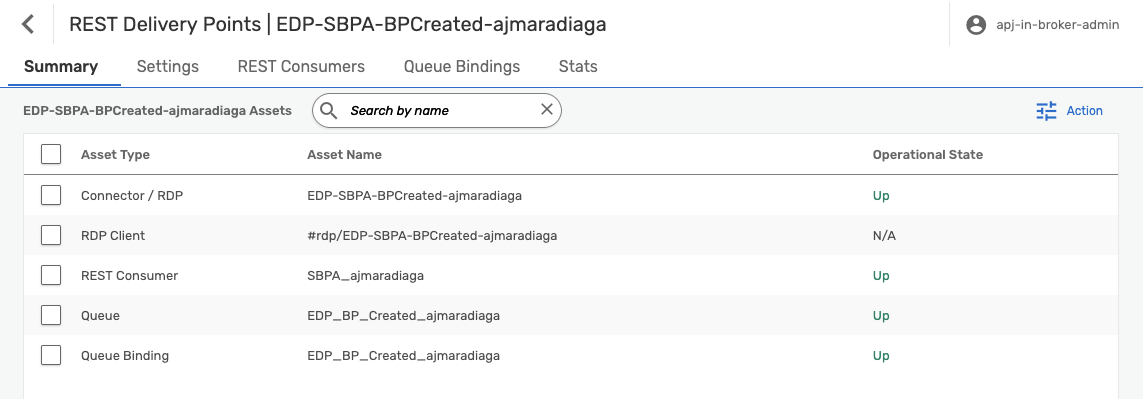 REST Delivery Points | EDP-SBPA-BPCreated-ajmaradiaga
apj-in-broker-admin
Summary Settings REST Consumers Queue Bindings Stats
EDP-SBPA-BPCreated-ajmaradiaga Assets Search by name Action
Asset Type Asset Name Operational State
Connector / RDP EDP-SBPA-BPCreated-ajmaradiaga Up
RDP Client #rdp/EDP-SBPA-BPCreated-ajmaradiaga N/A
REST Consumer SBPA_ajmaradiaga Up
Queue EDP_BP_Created_ajmaradiaga Up
Queue Binding EDP_BP_Created_ajmaradiaga Up